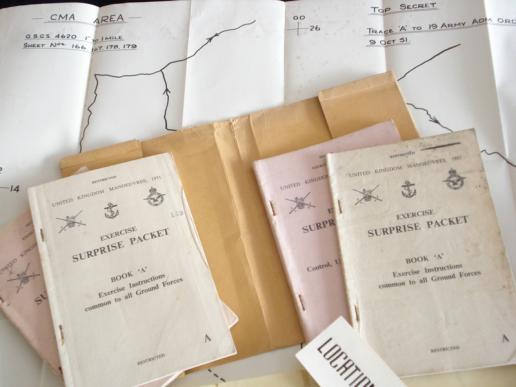 CMA AREA
O.S.G.S. 4620 1" to 1 MILE
SHEET Nos. 166, 167, 178, 179
00
26
TOP SECRET
TRACE 'A' TO 19 ARMY ADM ORD
9 OCT 51.
14
RESTRICTED
UNITED KINGDOM MANOEUVRES, 1951
EXERCISE
SURPRISE PACKET
BOOK 'A'
Exercise Instructions
common to all Ground Forces
RESTRICTED
A
UNITED KINGDOM
EXERCISE
SURPRISE
Control,
RESTRICTED
UNITED KINGDOM MANOEUVRES, 1951
EXERCISE
SURPRISE PACKET
BOOK 'A'
Exercise Instructions
common to all Ground Forces
RESTRICTED
A
SUR
LOCATION